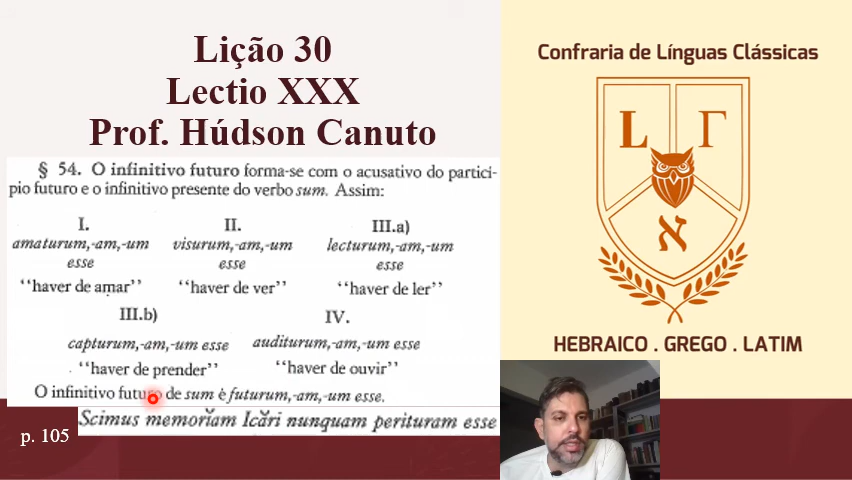 Lição 30
Lectio XXX
Prof. Húdson Canuto
§ 54. O infinitivo futuro forma-se com o acusativo do partici-
pio futuro e o infinitivo presente do verbo sum. Assim:
I. II. III.a)
amaturum,-am,-um visurum,-am,-um lecturum,-am,-um
esse esse esse
"haver de amar" "haver de ver" "haver de ler"
III.b) IV.
capturum,-am,-um esse auditurum,-am,-um esse
"haver de prender" "haver de ouvir"
O infinitivo futuro de sum é futurum,-am,-um esse.
Scimus memorĭam Icări nunquam perituram esse
p. 105
Confraria de Línguas Clássicas
L Γ
א
HEBRAICO . GREGO . LATIM